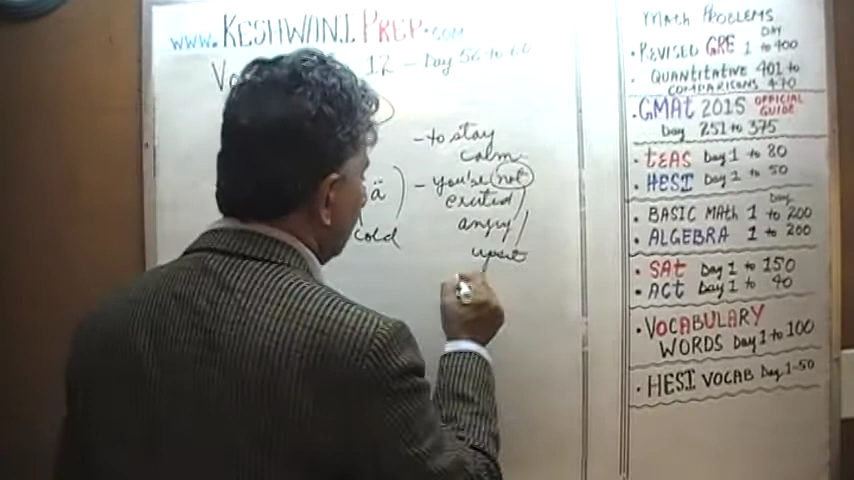 www.KESHWANI PREP.com
12 - Day 56 to 60
- to stay
calm
ä) - you're not
excited
cold
angry
upset
MATH PROBLEMS
DAY
• REVISED GRE 1 to 400
• QUANTITATIVE 401 to
COMPARISONS 470
• GMAT 2015 OFFICIAL GUIDE
Day 251 to 375
• TEAS Day 1 to 80
• HESI Day 1 to 50
Day
• BASIC MATH 1 to 200
• ALGEBRA 1 to 200
• SAT Day 1 to 150
• ACT Day 1 to 90
• VOCABULARY
WORDS Day 1 to 100
• HESI VOCAB Day 1-50